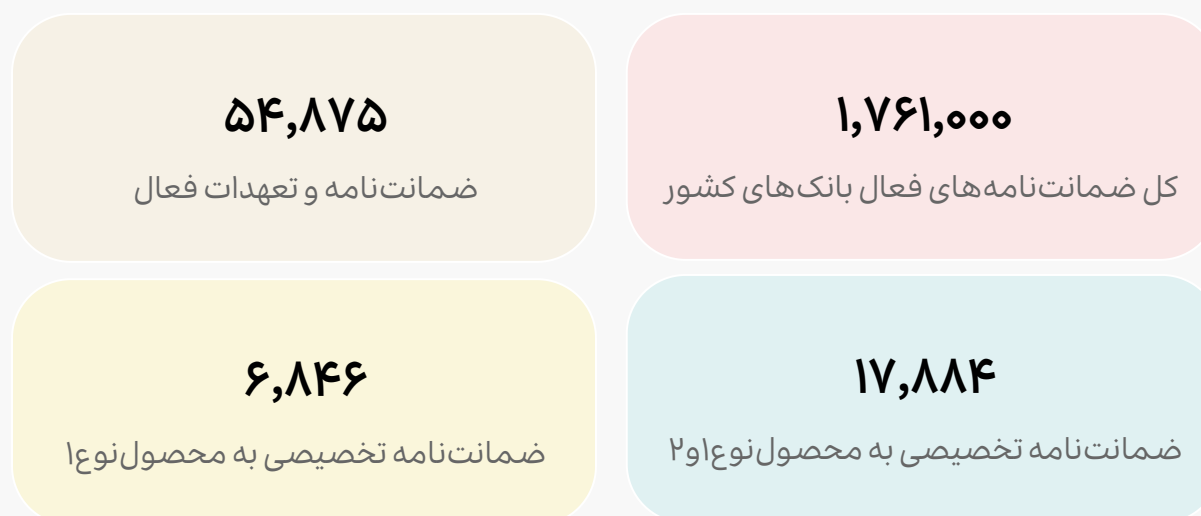 ۱,۷۶۱,۰۰۰
کل ضمانت‌نامه‌های فعال بانک‌های کشور
۵۴,۸۷۵
ضمانت‌نامه و تعهدات فعال
۱۷,۸۸۴
ضمانت‌نامه تخصیصی به محصول‌نوع۱و۲
۶,۸۴۶
ضمانت‌نامه تخصیصی به محصول‌نوع۱